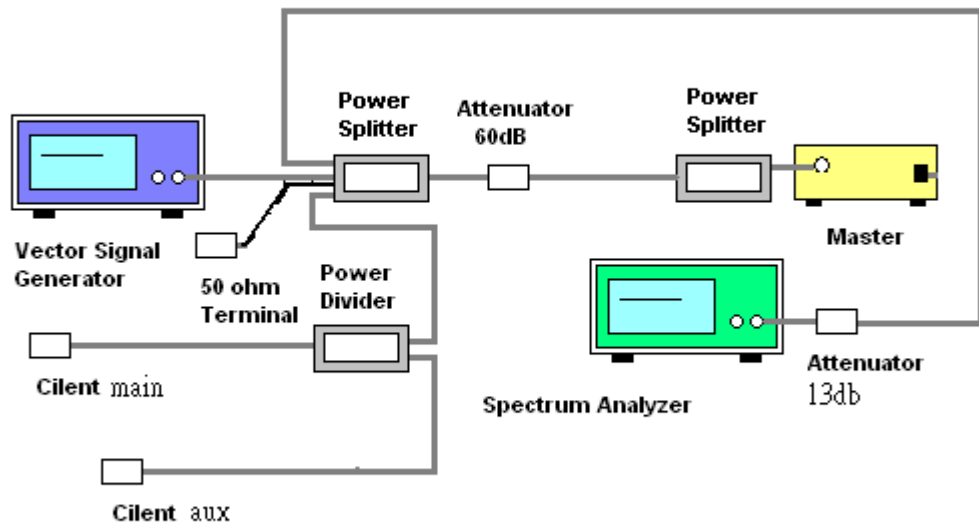 Power
Splitter
Attenuator
60dB
Power
Splitter
Vector Signal
Generator
50 ohm
Terminal
Power
Divider
Master
Cilent main
Spectrum Analyzer
Attenuator
13db
Cilent aux